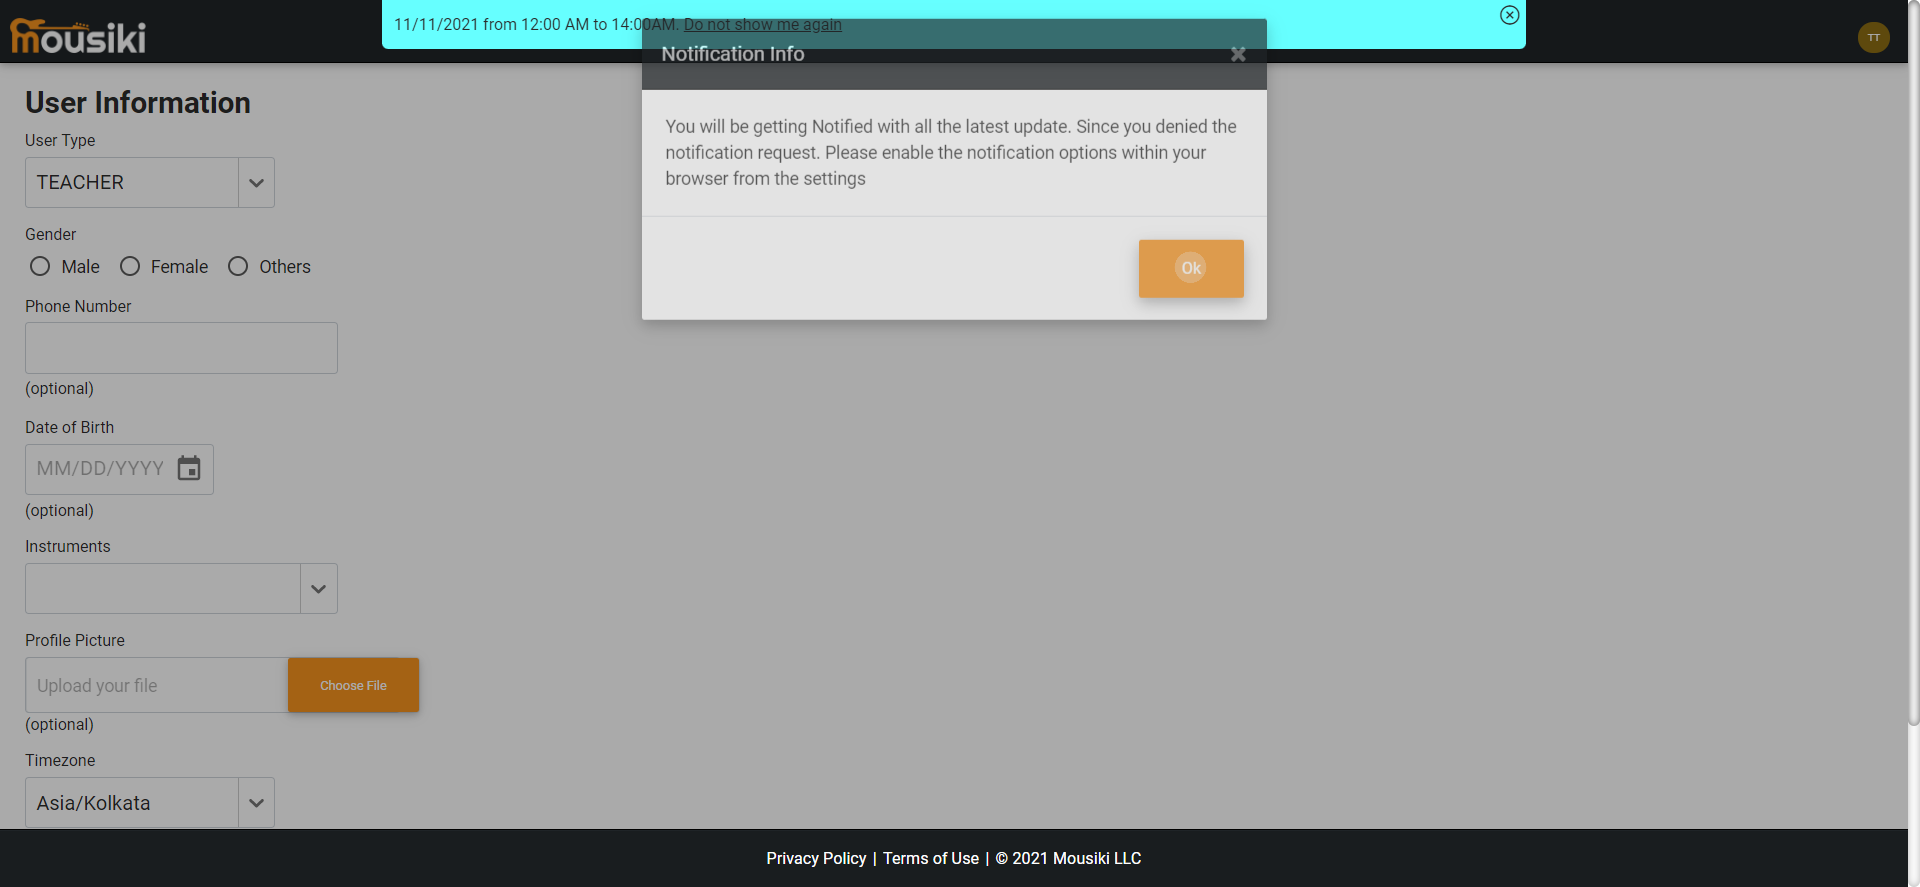 mousiki
11/11/2021 from 12:00 AM to 14:00AM. Do not show me again
TT
Notification Info
You will be getting Notified with all the latest update. Since you denied the
notification request. Please enable the notification options within your
browser from the settings
Ok
User Information
User Type
TEACHER
Gender
Male Female Others
Phone Number
(optional)
Date of Birth
MM/DD/YYYY
(optional)
Instruments
Profile Picture
Upload your file Choose File
(optional)
Timezone
Asia/Kolkata
Privacy Policy | Terms of Use | © 2021 Mousiki LLC